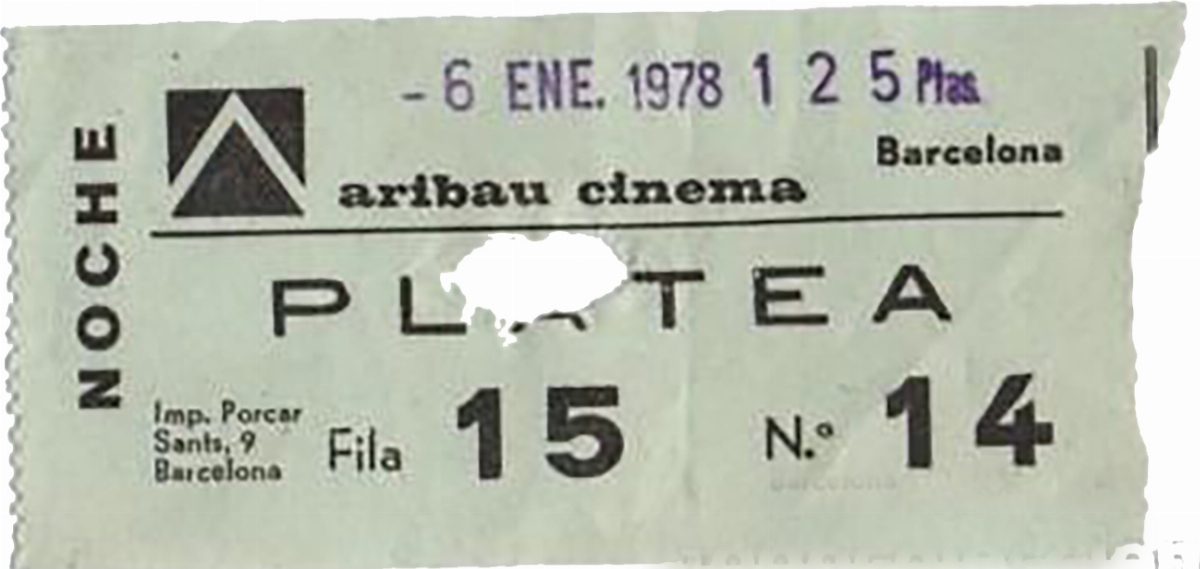 NOCHE
- 6 ENE. 1978 1 2 5 Ptas.
Barcelona
aribau cinema
PLATEA
Imp. Porcar
Sants, 9
Barcelona
Fila 15
N.º 14
Barcelona